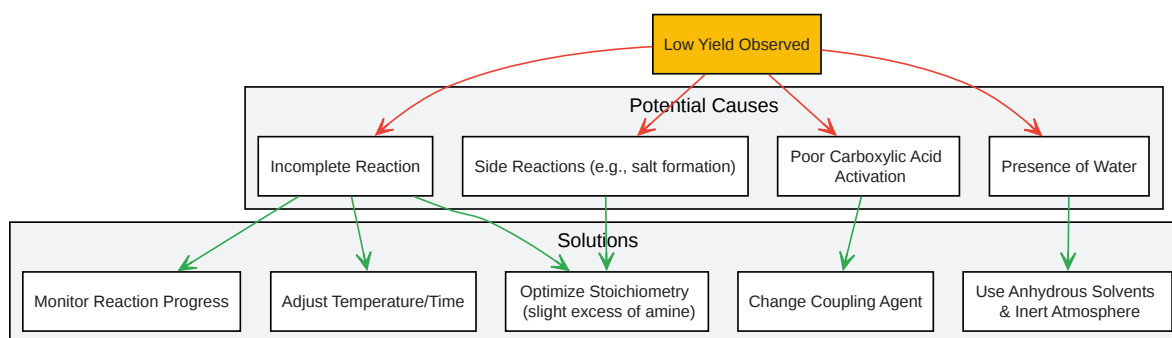 Low Yield Observed
Potential Causes
Incomplete Reaction
Side Reactions (e.g., salt formation)
Poor Carboxylic Acid
Activation
Presence of Water
Solutions
Monitor Reaction Progress
Adjust Temperature/Time
Optimize Stoichiometry
(slight excess of amine)
Change Coupling Agent
Use Anhydrous Solvents
& Inert Atmosphere